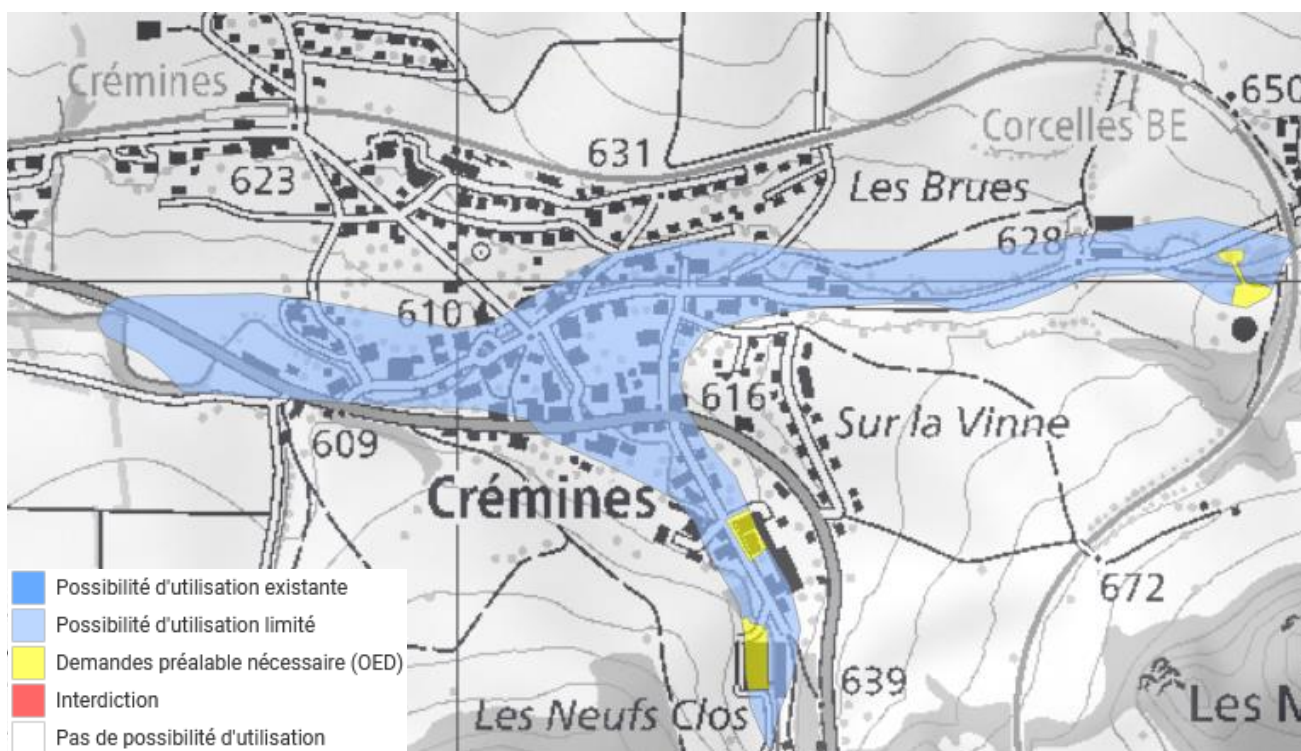 Crémines
Corcelles BE
650
631
623
Les Brues
628
610
616
609
Sur la Vinne
Crémines
672
639
Les Neufs Clos
Les N
Possibilité d'utilisation existante
Possibilité d'utilisation limité
Demandes préalable nécessaire (OED)
Interdiction
Pas de possibilité d'utilisation